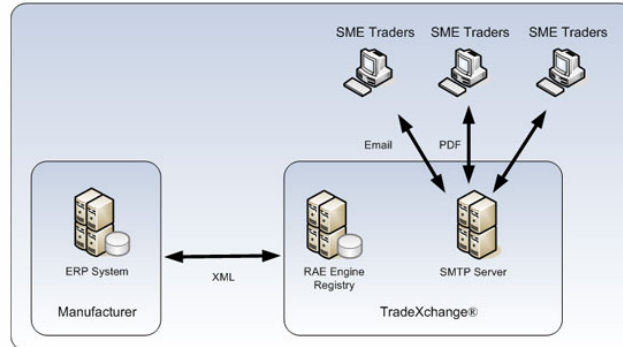 SME Traders
SME Traders
SME Traders
Email
PDF
ERP System
XML
RAE Engine
Registry
SMTP Server
Manufacturer
TradeXchange®